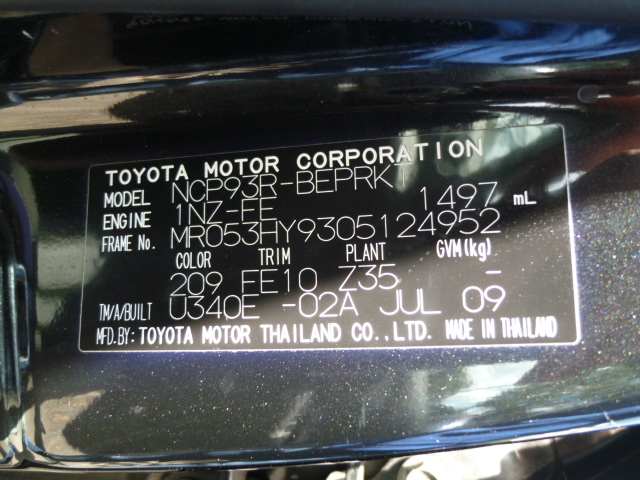 TOYOTA MOTOR CORPORATION
MODEL NCP93R-BEPRKT
ENGINE 1NZ-FE 1497 mL
FRAME No. MR053HY9305124952
COLOR TRIM PLANT GVM(kg)
209 FE10 Z35 -
TM/A/BUILT U340E -02A JUL 09
MFD.BY: TOYOTA MOTOR THAILAND CO.,LTD. MADE IN THAILAND